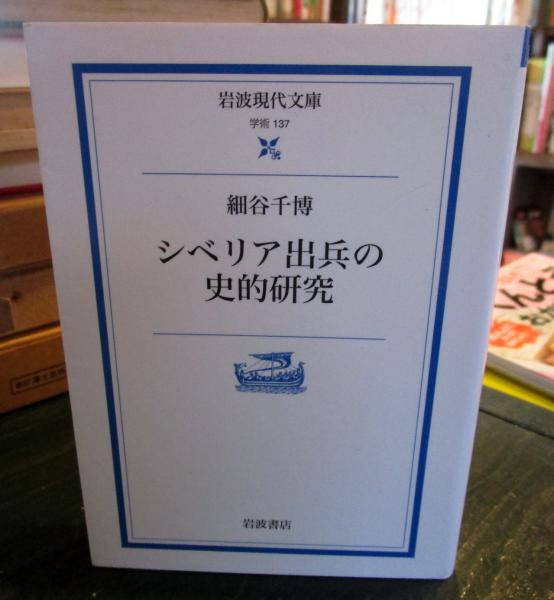 岩波現代文庫
学術 137
細谷千博
シベリア出兵の
史的研究
岩波書店